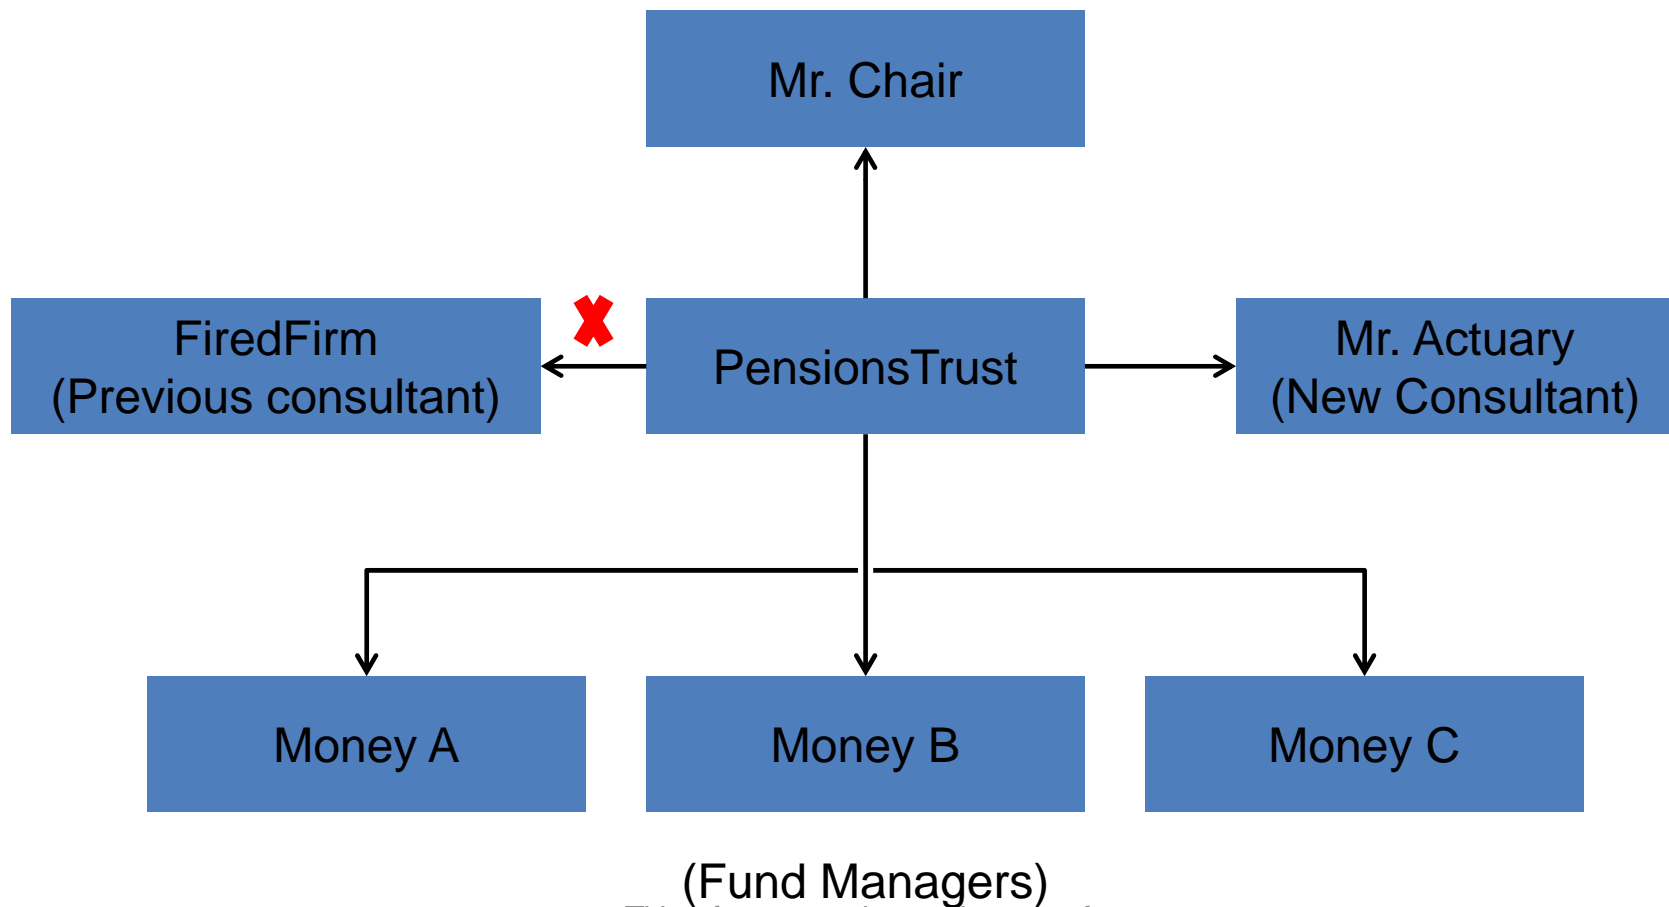 Mr. Chair
FiredFirm
(Previous consultant)
PensionsTrust
Mr. Actuary
(New Consultant)
Money A
Money B
Money C
(Fund Managers)